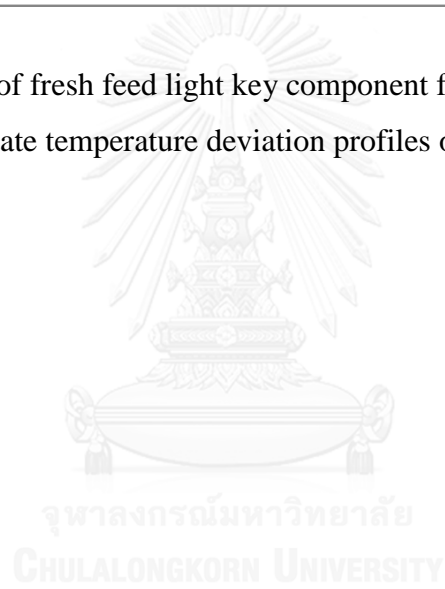 of fresh feed light key component f
ate temperature deviation profiles o
จุฬาลงกรณ์มหาวิทยาลัย
CHULALONGKORN UNIVERSITY